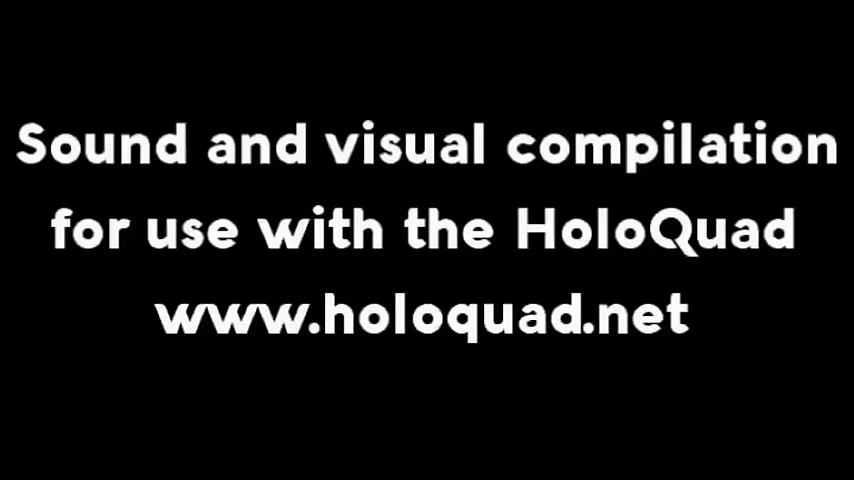 Sound and visual compilation
for use with the HoloQuad
www.holoquad.net